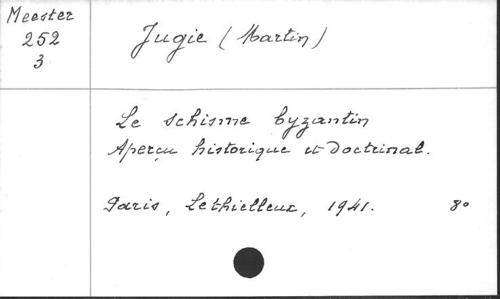 Meester
252
3
Jugie (Martin)
Le schisme byzantin
Aperçu historique et doctrinal.
Paris, Lethielleux, 1941. 8°